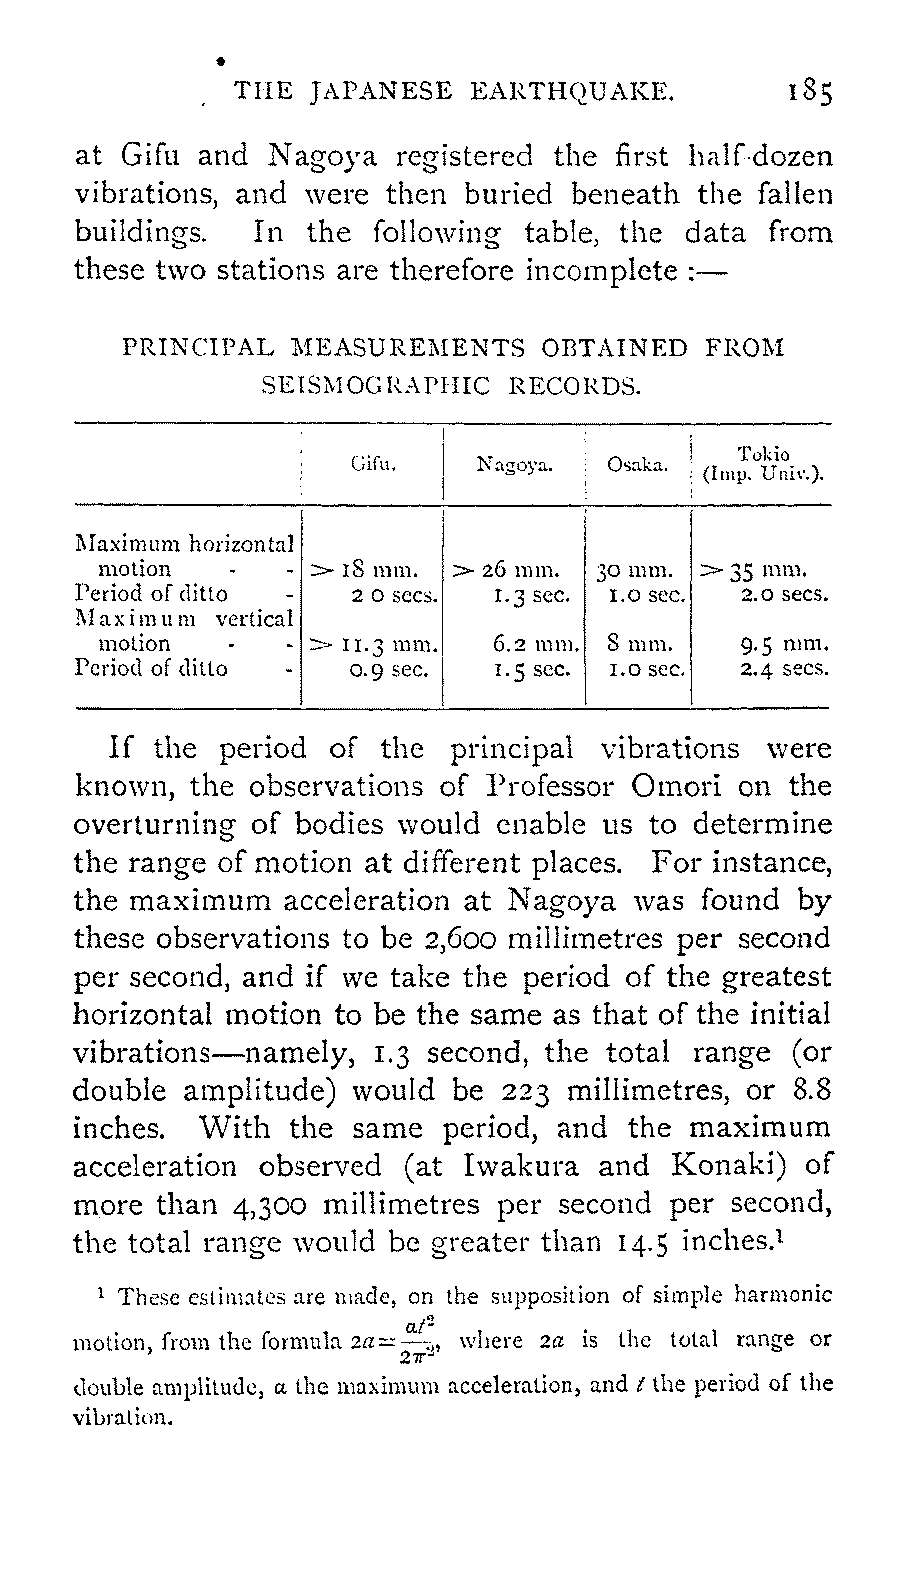 THE JAPANESE EARTHQUAKE. 185
at Gifu and Nagoya registered the first half-dozen
vibrations, and were then buried beneath the fallen
buildings. In the following table, the data from
these two stations are therefore incomplete :—
PRINCIPAL MEASUREMENTS OBTAINED FROM
SEISMOGRAPHIC RECORDS.
Gifu. Nagoya. Osaka. Tokio (Imp. Univ.).
Maximum horizontal
motion - - > 18 mm. > 26 mm. 30 mm. > 35 mm.
Period of ditto - 2 0 secs. 1.3 sec. 1.0 sec. 2.0 secs.
Maximum vertical
motion - - > 11.3 mm. 6.2 mm. 8 mm. 9.5 mm.
Period of ditto - 0.9 sec. 1.5 sec. 1.0 sec. 2.4 secs.
If the period of the principal vibrations were
known, the observations of Professor Omori on the
overturning of bodies would enable us to determine
the range of motion at different places. For instance,
the maximum acceleration at Nagoya was found by
these observations to be 2,600 millimetres per second
per second, and if we take the period of the greatest
horizontal motion to be the same as that of the initial
vibrations—namely, 1.3 second, the total range (or
double amplitude) would be 223 millimetres, or 8.8
inches. With the same period, and the maximum
acceleration observed (at Iwakura and Konaki) of
more than 4,300 millimetres per second per second,
the total range would be greater than 14.5 inches.¹
¹ These estimates are made, on the supposition of simple harmonic
motion, from the formula 2a = αt²/2π², where 2a is the total range or
double amplitude, α the maximum acceleration, and t the period of the
vibration.